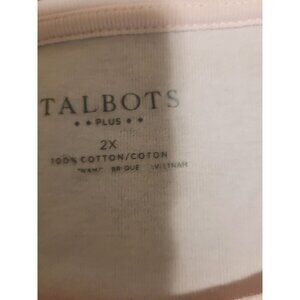 TALBOTS
•• PLUS ••
2X
100% COTTON/COTON